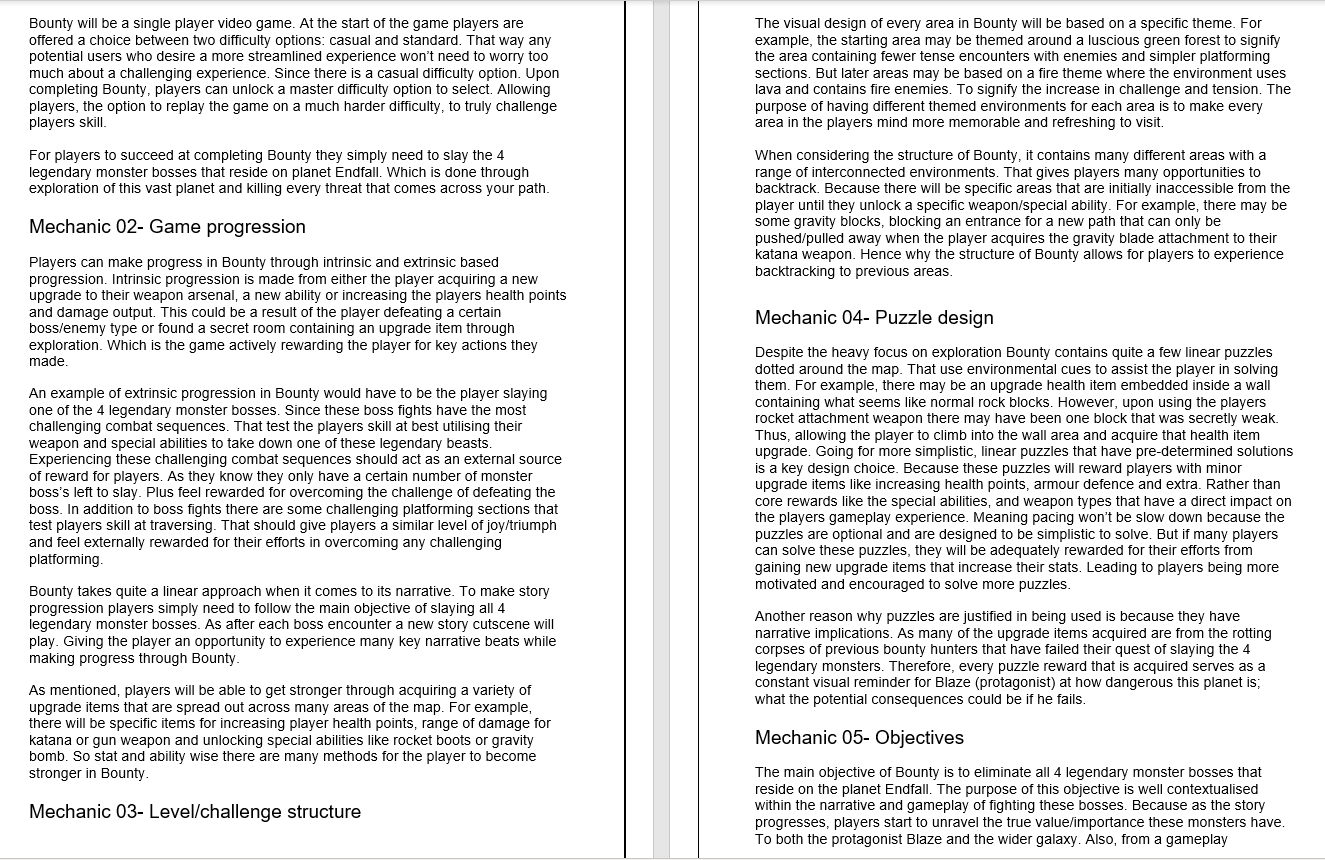 Bounty will be a single player video game. At the start of the game players are
offered a choice between two difficulty options: casual and standard. That way any
potential users who desire a more streamlined experience won't need to worry too
much about a challenging experience. Since there is a casual difficulty option. Upon
completing Bounty, players can unlock a master difficulty option to select. Allowing
players, the option to replay the game on a much harder difficulty, to truly challenge
players skill.
For players to succeed at completing Bounty they simply need to slay the 4
legendary monster bosses that reside on planet Endfall. Which is done through
exploration of this vast planet and killing every threat that comes across your path.
Mechanic 02- Game progression
Players can make progress in Bounty through intrinsic and extrinsic based
progression. Intrinsic progression is made from either the player acquiring a new
upgrade to their weapon arsenal, a new ability or increasing the players health points
and damage output. This could be a result of the player defeating a certain
boss/enemy type or found a secret room containing an upgrade item through
exploration. Which is the game actively rewarding the player for key actions they
made.
An example of extrinsic progression in Bounty would have to be the player slaying
one of the 4 legendary monster bosses. Since these boss fights have the most
challenging combat sequences. That test the players skill at best utilising their
weapon and special abilities to take down one of these legendary beasts.
Experiencing these challenging combat sequences should act as an external source
of reward for players. As they know they only have a certain number of monster
boss's left to slay. Plus feel rewarded for overcoming the challenge of defeating the
boss. In addition to boss fights there are some challenging platforming sections that
test players skill at traversing. That should give players a similar level of joy/triumph
and feel externally rewarded for their efforts in overcoming any challenging
platforming.
Bounty takes quite a linear approach when it comes to its narrative. To make story
progression players simply need to follow the main objective of slaying all 4
legendary monster bosses. As after each boss encounter a new story cutscene will
play. Giving the player an opportunity to experience many key narrative beats while
making progress through Bounty.
As mentioned, players will be able to get stronger through acquiring a variety of
upgrade items that are spread out across many areas of the map. For example,
there will be specific items for increasing player health points, range of damage for
katana or gun weapon and unlocking special abilities like rocket boots or gravity
bomb. So stat and ability wise there are many methods for the player to become
stronger in Bounty.
Mechanic 03- Level/challenge structure
The visual design of every area in Bounty will be based on a specific theme. For
example, the starting area may be themed around a luscious green forest to signify
the area containing fewer tense encounters with enemies and simpler platforming
sections. But later areas may be based on a fire theme where the environment uses
lava and contains fire enemies. To signify the increase in challenge and tension. The
purpose of having different themed environments for each area is to make every
area in the players mind more memorable and refreshing to visit.
When considering the structure of Bounty, it contains many different areas with a
range of interconnected environments. That gives players many opportunities to
backtrack. Because there will be specific areas that are initially inaccessible from the
player until they unlock a specific weapon/special ability. For example, there may be
some gravity blocks, blocking an entrance for a new path that can only be
pushed/pulled away when the player acquires the gravity blade attachment to their
katana weapon. Hence why the structure of Bounty allows for players to experience
backtracking to previous areas.
Mechanic 04- Puzzle design
Despite the heavy focus on exploration Bounty contains quite a few linear puzzles
dotted around the map. That use environmental cues to assist the player in solving
them. For example, there may be an upgrade health item embedded inside a wall
containing what seems like normal rock blocks. However, upon using the players
rocket attachment weapon there may have been one block that was secretly weak.
Thus, allowing the player to climb into the wall area and acquire that health item
upgrade. Going for more simplistic, linear puzzles that have pre-determined solutions
is a key design choice. Because these puzzles will reward players with minor
upgrade items like increasing health points, armour defence and extra. Rather than
core rewards like the special abilities, and weapon types that have a direct impact on
the players gameplay experience. Meaning pacing won't be slow down because the
puzzles are optional and are designed to be simplistic to solve. But if many players
can solve these puzzles, they will be adequately rewarded for their efforts from
gaining new upgrade items that increase their stats. Leading to players being more
motivated and encouraged to solve more puzzles.
Another reason why puzzles are justified in being used is because they have
narrative implications. As many of the upgrade items acquired are from the rotting
corpses of previous bounty hunters that have failed their quest of slaying the 4
legendary monsters. Therefore, every puzzle reward that is acquired serves as a
constant visual reminder for Blaze (protagonist) at how dangerous this planet is;
what the potential consequences could be if he fails.
Mechanic 05- Objectives
The main objective of Bounty is to eliminate all 4 legendary monster bosses that
reside on the planet Endfall. The purpose of this objective is well contextualised
within the narrative and gameplay of fighting these bosses. Because as the story
progresses, players start to unravel the true value/importance these monsters have.
To both the protagonist Blaze and the wider galaxy. Also, from a gameplay